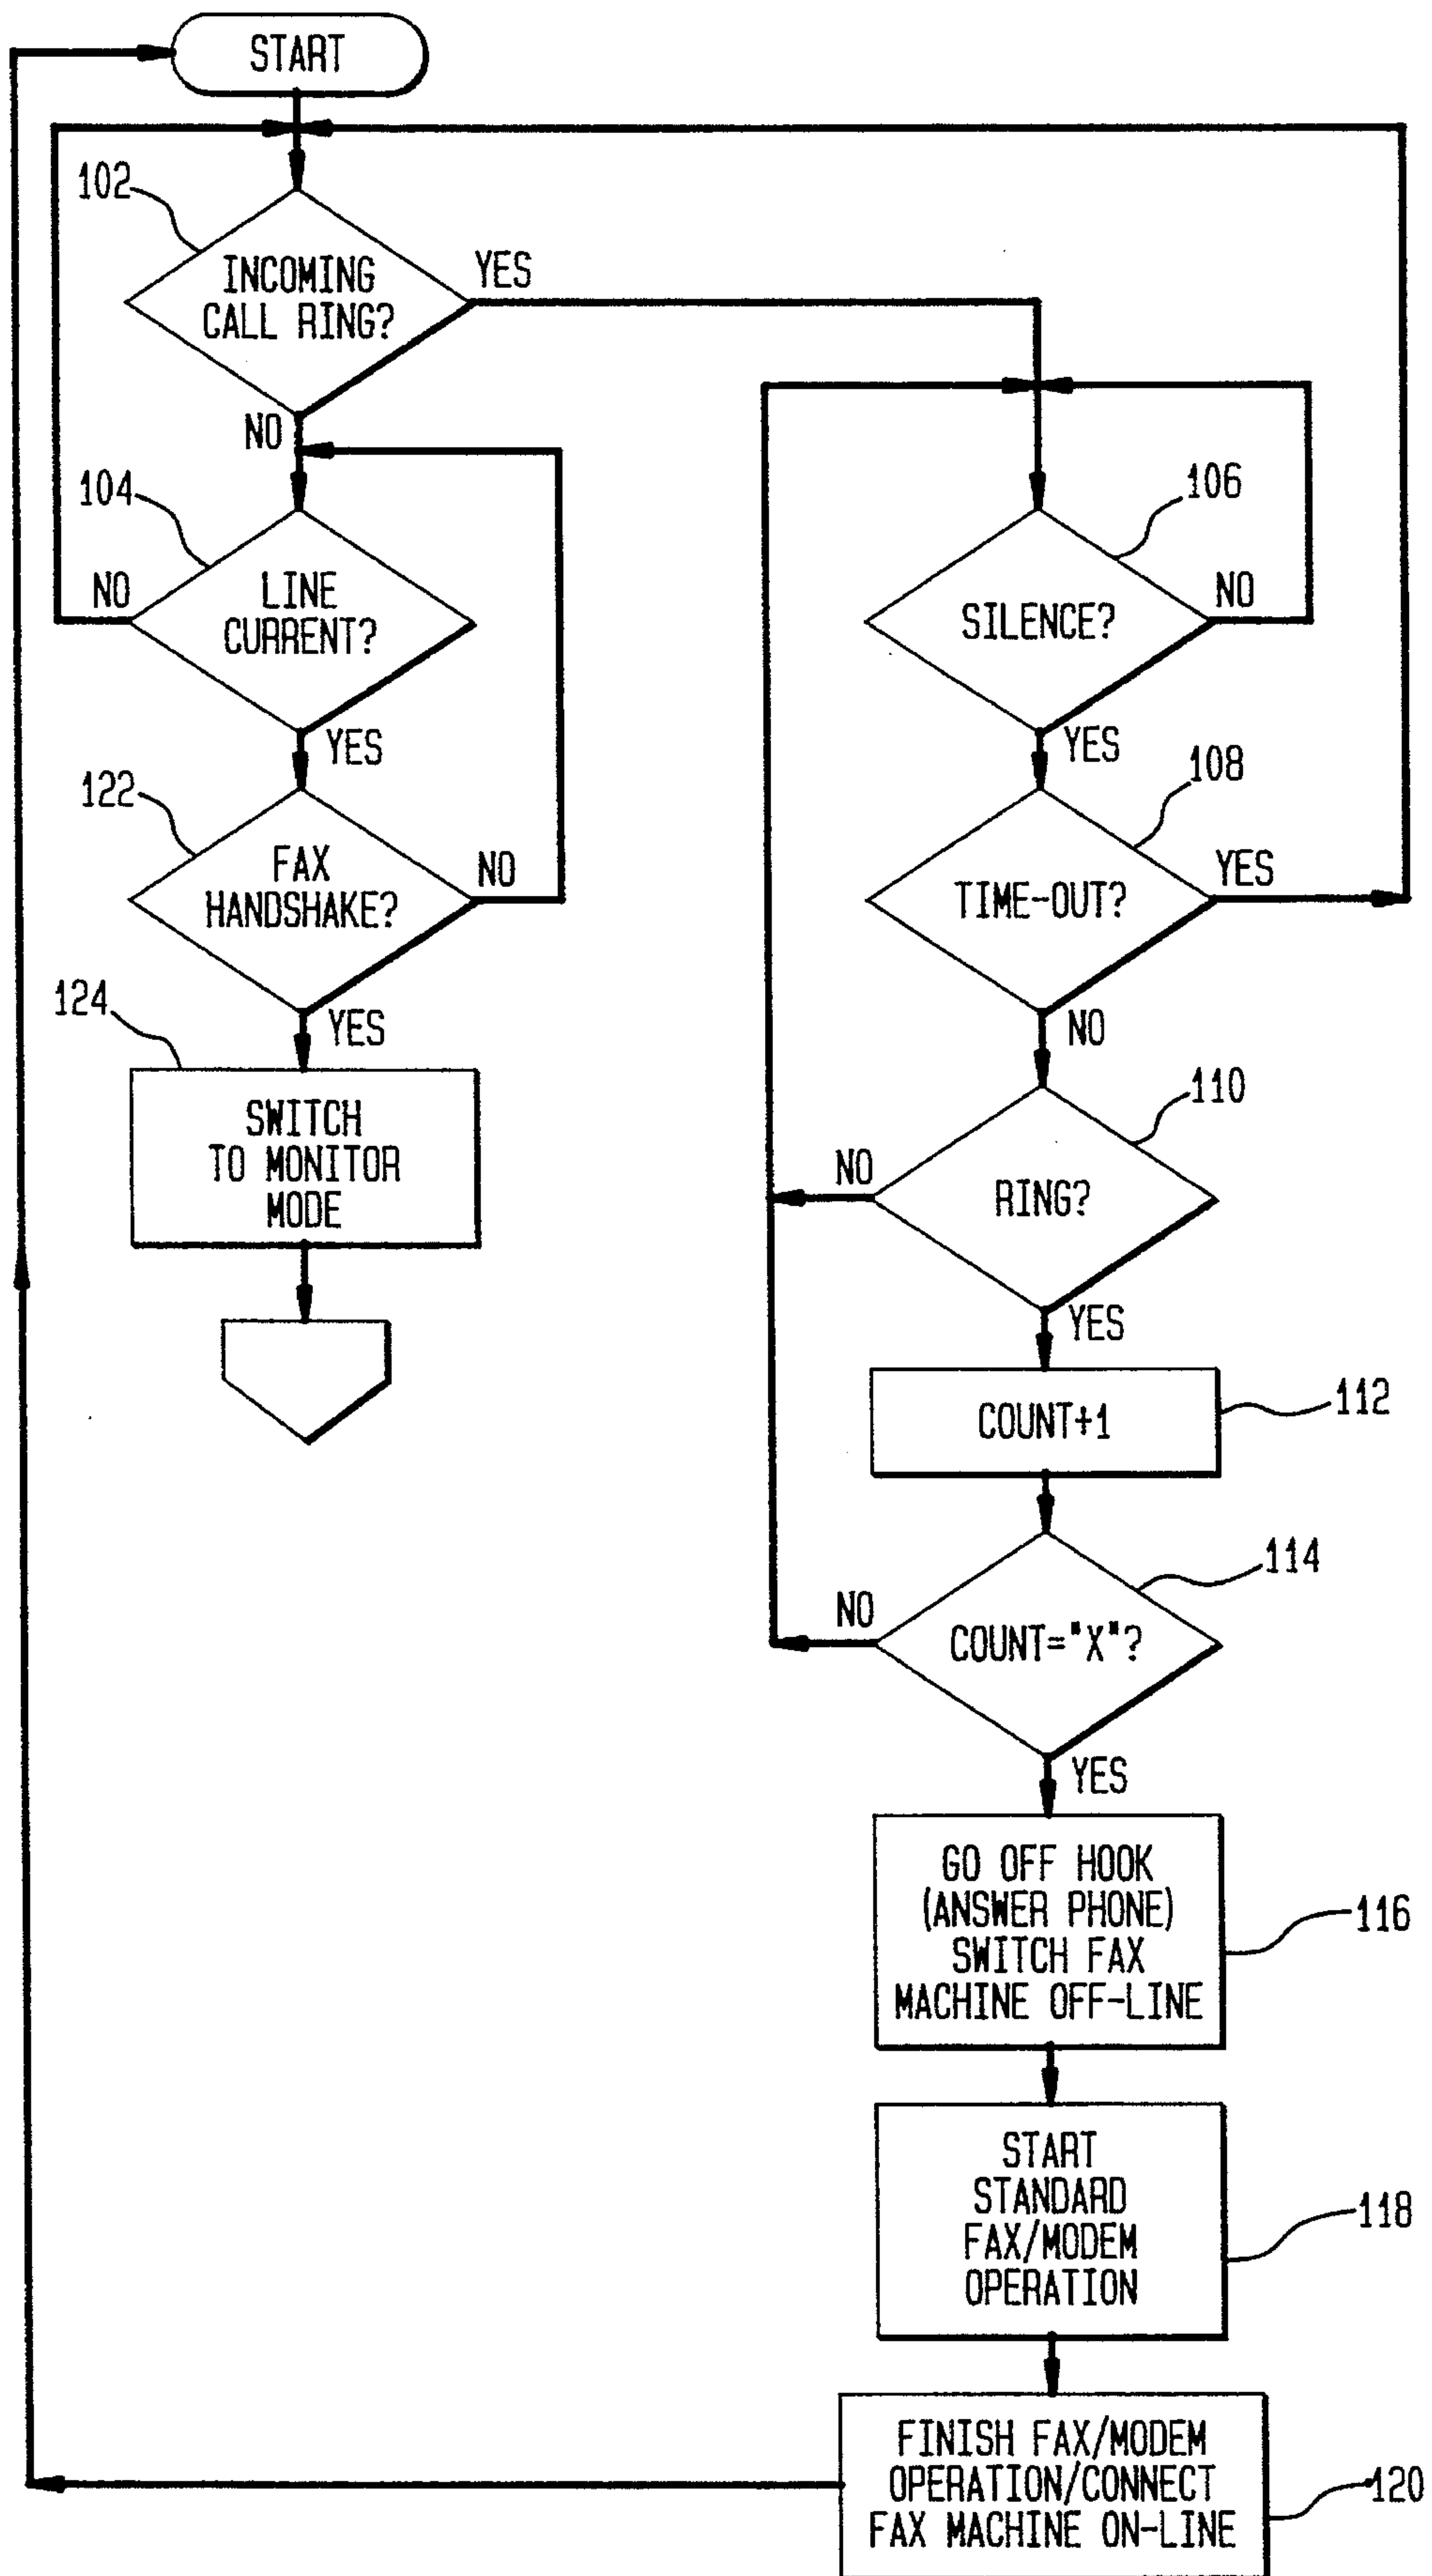 START
102
INCOMING
CALL RING?
YES
NO
104
LINE
CURRENT?
NO
YES
122
FAX
HANDSHAKE?
NO
YES
124
SWITCH
TO MONITOR
MODE
106
SILENCE?
NO
YES
108
TIME-OUT?
YES
NO
110
RING?
NO
YES
COUNT+1
112
114
COUNT="X"?
NO
YES
GO OFF HOOK
(ANSWER PHONE)
SWITCH FAX
MACHINE OFF-LINE
116
START
STANDARD
FAX/MODEM
OPERATION
118
FINISH FAX/MODEM
OPERATION/CONNECT
FAX MACHINE ON-LINE
120